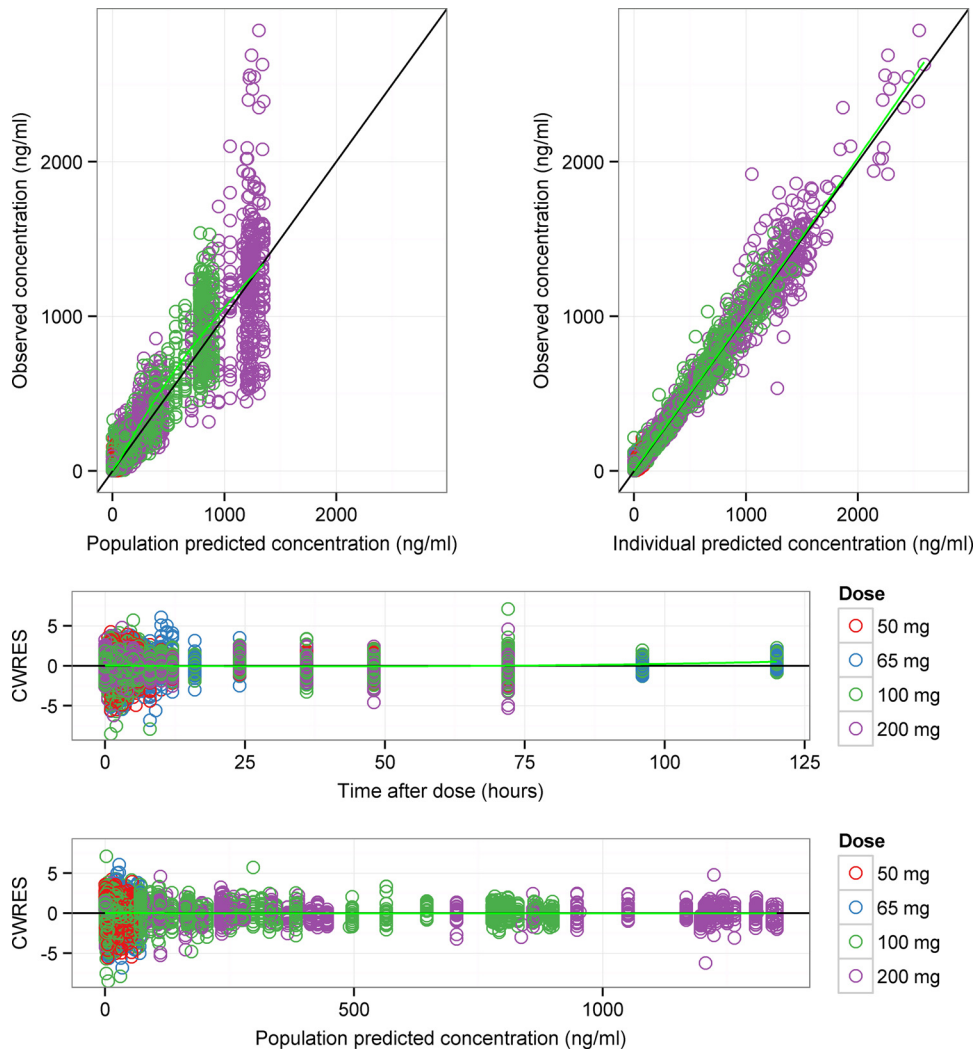 Observed concentration (ng/ml)
2000
1000
0
0
1000
2000
Population predicted concentration (ng/ml)
Observed concentration (ng/ml)
2000
1000
0
0
1000
2000
Individual predicted concentration (ng/ml)
CWRES
5
0
-5
0
25
50
75
100
125
Time after dose (hours)
Dose
50 mg
65 mg
100 mg
200 mg
CWRES
5
0
-5
0
500
1000
Population predicted concentration (ng/ml)
Dose
50 mg
65 mg
100 mg
200 mg